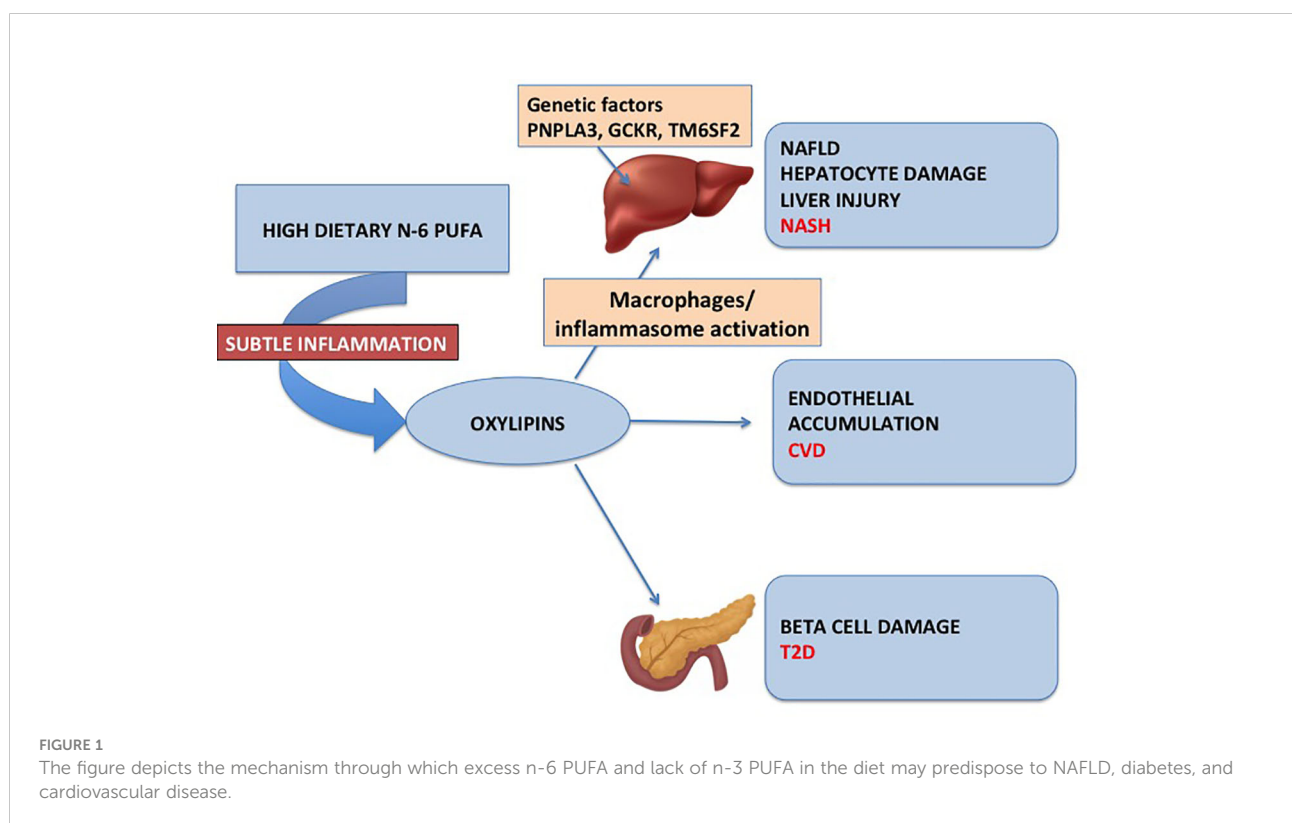 Genetic factors
PNPLA3, GCKR, TM6SF2
NAFLD
HEPATOCYTE DAMAGE
LIVER INJURY
NASH
HIGH DIETARY N-6 PUFA
Macrophages/
inflammasome activation
SUBTLE INFLAMMATION
OXYLIPINS
ENDOTHELIAL
ACCUMULATION
CVD
BETA CELL DAMAGE
T2D
FIGURE 1
The figure depicts the mechanism through which excess n-6 PUFA and lack of n-3 PUFA in the diet may predispose to NAFLD, diabetes, and
cardiovascular disease.